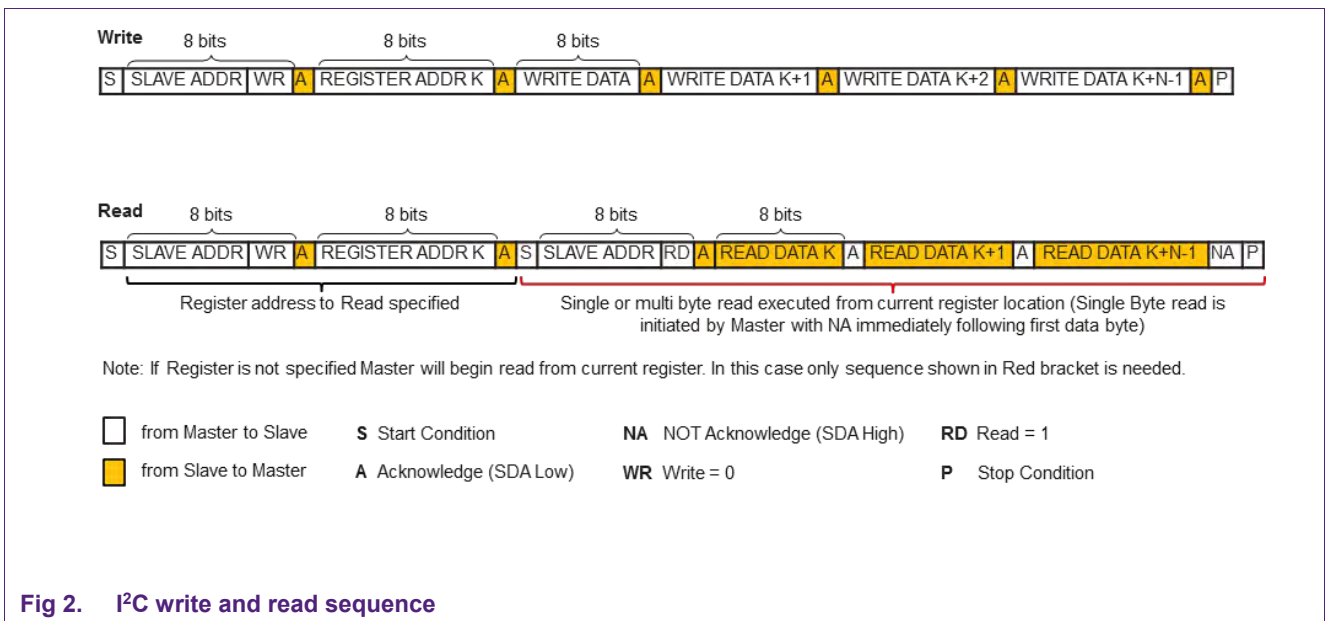 Write 8 bits 8 bits 8 bits
S SLAVE ADDR WR A REGISTER ADDR K A WRITE DATA A WRITE DATA K+1 A WRITE DATA K+2 A WRITE DATA K+N-1 A P
Read 8 bits 8 bits 8 bits 8 bits
S SLAVE ADDR WR A REGISTER ADDR K A S SLAVE ADDR RD A READ DATA K A READ DATA K+1 A READ DATA K+N-1 NA P
Register address to Read specified
Single or multi byte read executed from current register location (Single Byte read is
initiated by Master with NA immediately following first data byte)
Note: If Register is not specified Master will begin read from current register. In this case only sequence shown in Red bracket is needed.
from Master to Slave S Start Condition NA NOT Acknowledge (SDA High) RD Read = 1
from Slave to Master A Acknowledge (SDA Low) WR Write = 0 P Stop Condition
Fig 2. I²C write and read sequence